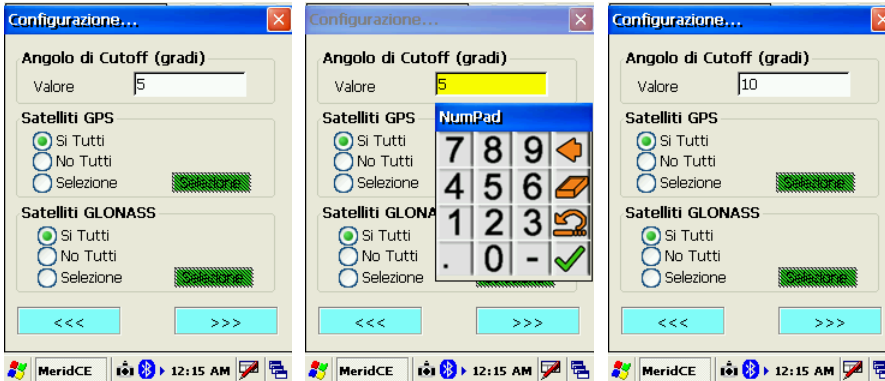 Configurazione...
Angolo di Cutoff (gradi)
Valore 5
Satelliti GPS
Si Tutti
No Tutti
Selezione Selezione
Satelliti GLONASS
Si Tutti
No Tutti
Selezione Selezione
<<< >>>
MeridCE 12:15 AM
Configurazione...
Angolo di Cutoff (gradi)
Valore 5
Satelliti GPS
Si Tutti
No Tutti
Selezione
Satelliti GLONA
Si Tutti
No Tutti
Selezione
NumPad
7 8 9
4 5 6
1 2 3
. 0 -
<<< >>>
MeridCE 12:15 AM
Configurazione...
Angolo di Cutoff (gradi)
Valore 10
Satelliti GPS
Si Tutti
No Tutti
Selezione Selezione
Satelliti GLONASS
Si Tutti
No Tutti
Selezione Selezione
<<< >>>
MeridCE 12:15 AM